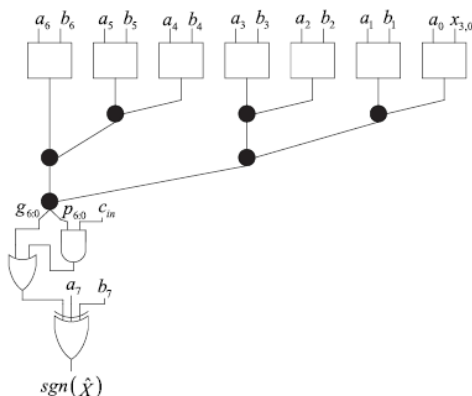 a₆ b₆ a₅ b₅ a₄ b₄ a₃ b₃ a₂ b₂ a₁ b₁ a₀ x₃,₀
g₆:₀ p₆:₀ c_in
a₇ b₇
sgn(X̂)